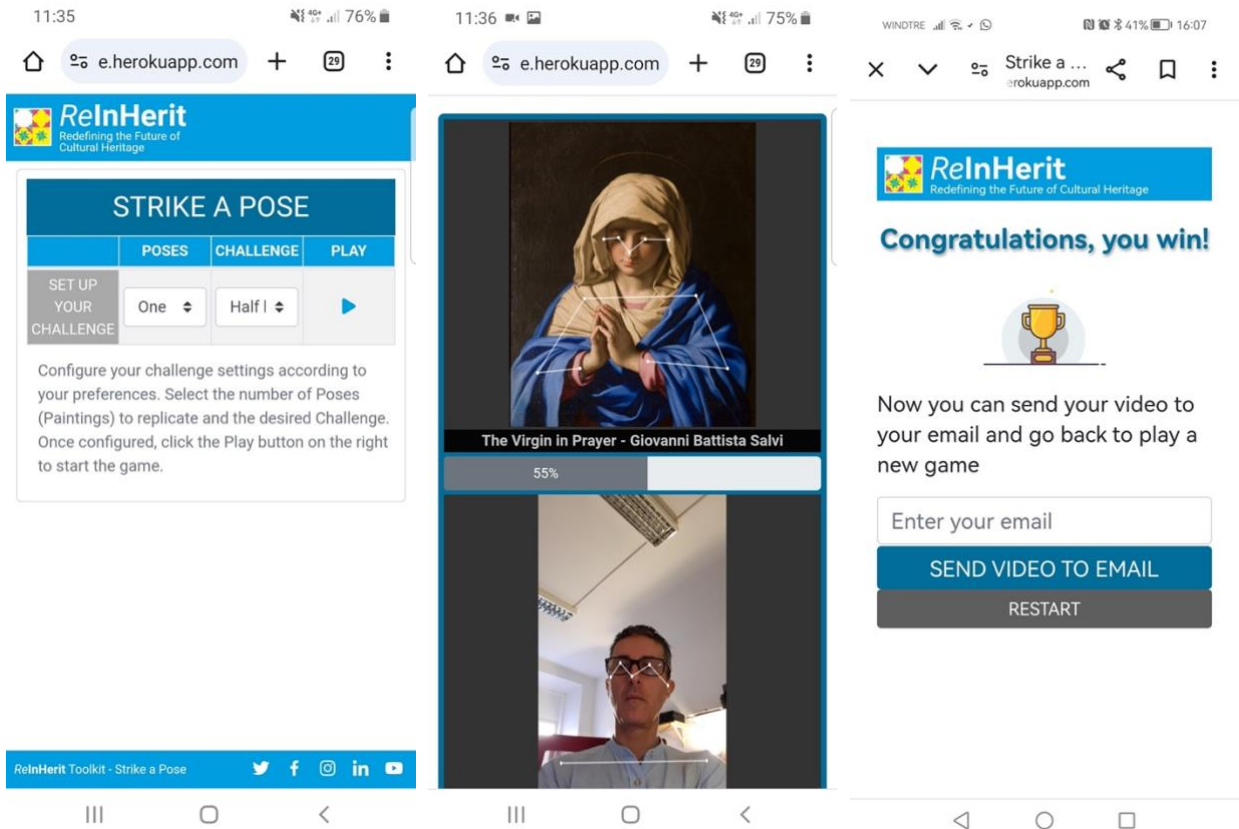 11:35
4G+ 76%
e.herokuapp.com
29
ReInHerit
Redefining the Future of
Cultural Heritage
STRIKE A POSE
POSES CHALLENGE PLAY
SET UP
YOUR
CHALLENGE
One
Half l
Configure your challenge settings according to
your preferences. Select the number of Poses
(Paintings) to replicate and the desired Challenge.
Once configured, click the Play button on the right
to start the game.
ReInHerit Toolkit - Strike a Pose
11:36
4G+ 75%
e.herokuapp.com
29
The Virgin in Prayer - Giovanni Battista Salvi
55%
WINDTRE
41% 16:07
Strike a ...
erokuapp.com
ReInHerit
Redefining the Future of Cultural Heritage
Congratulations, you win!
Now you can send your video to
your email and go back to play a
new game
Enter your email
SEND VIDEO TO EMAIL
RESTART